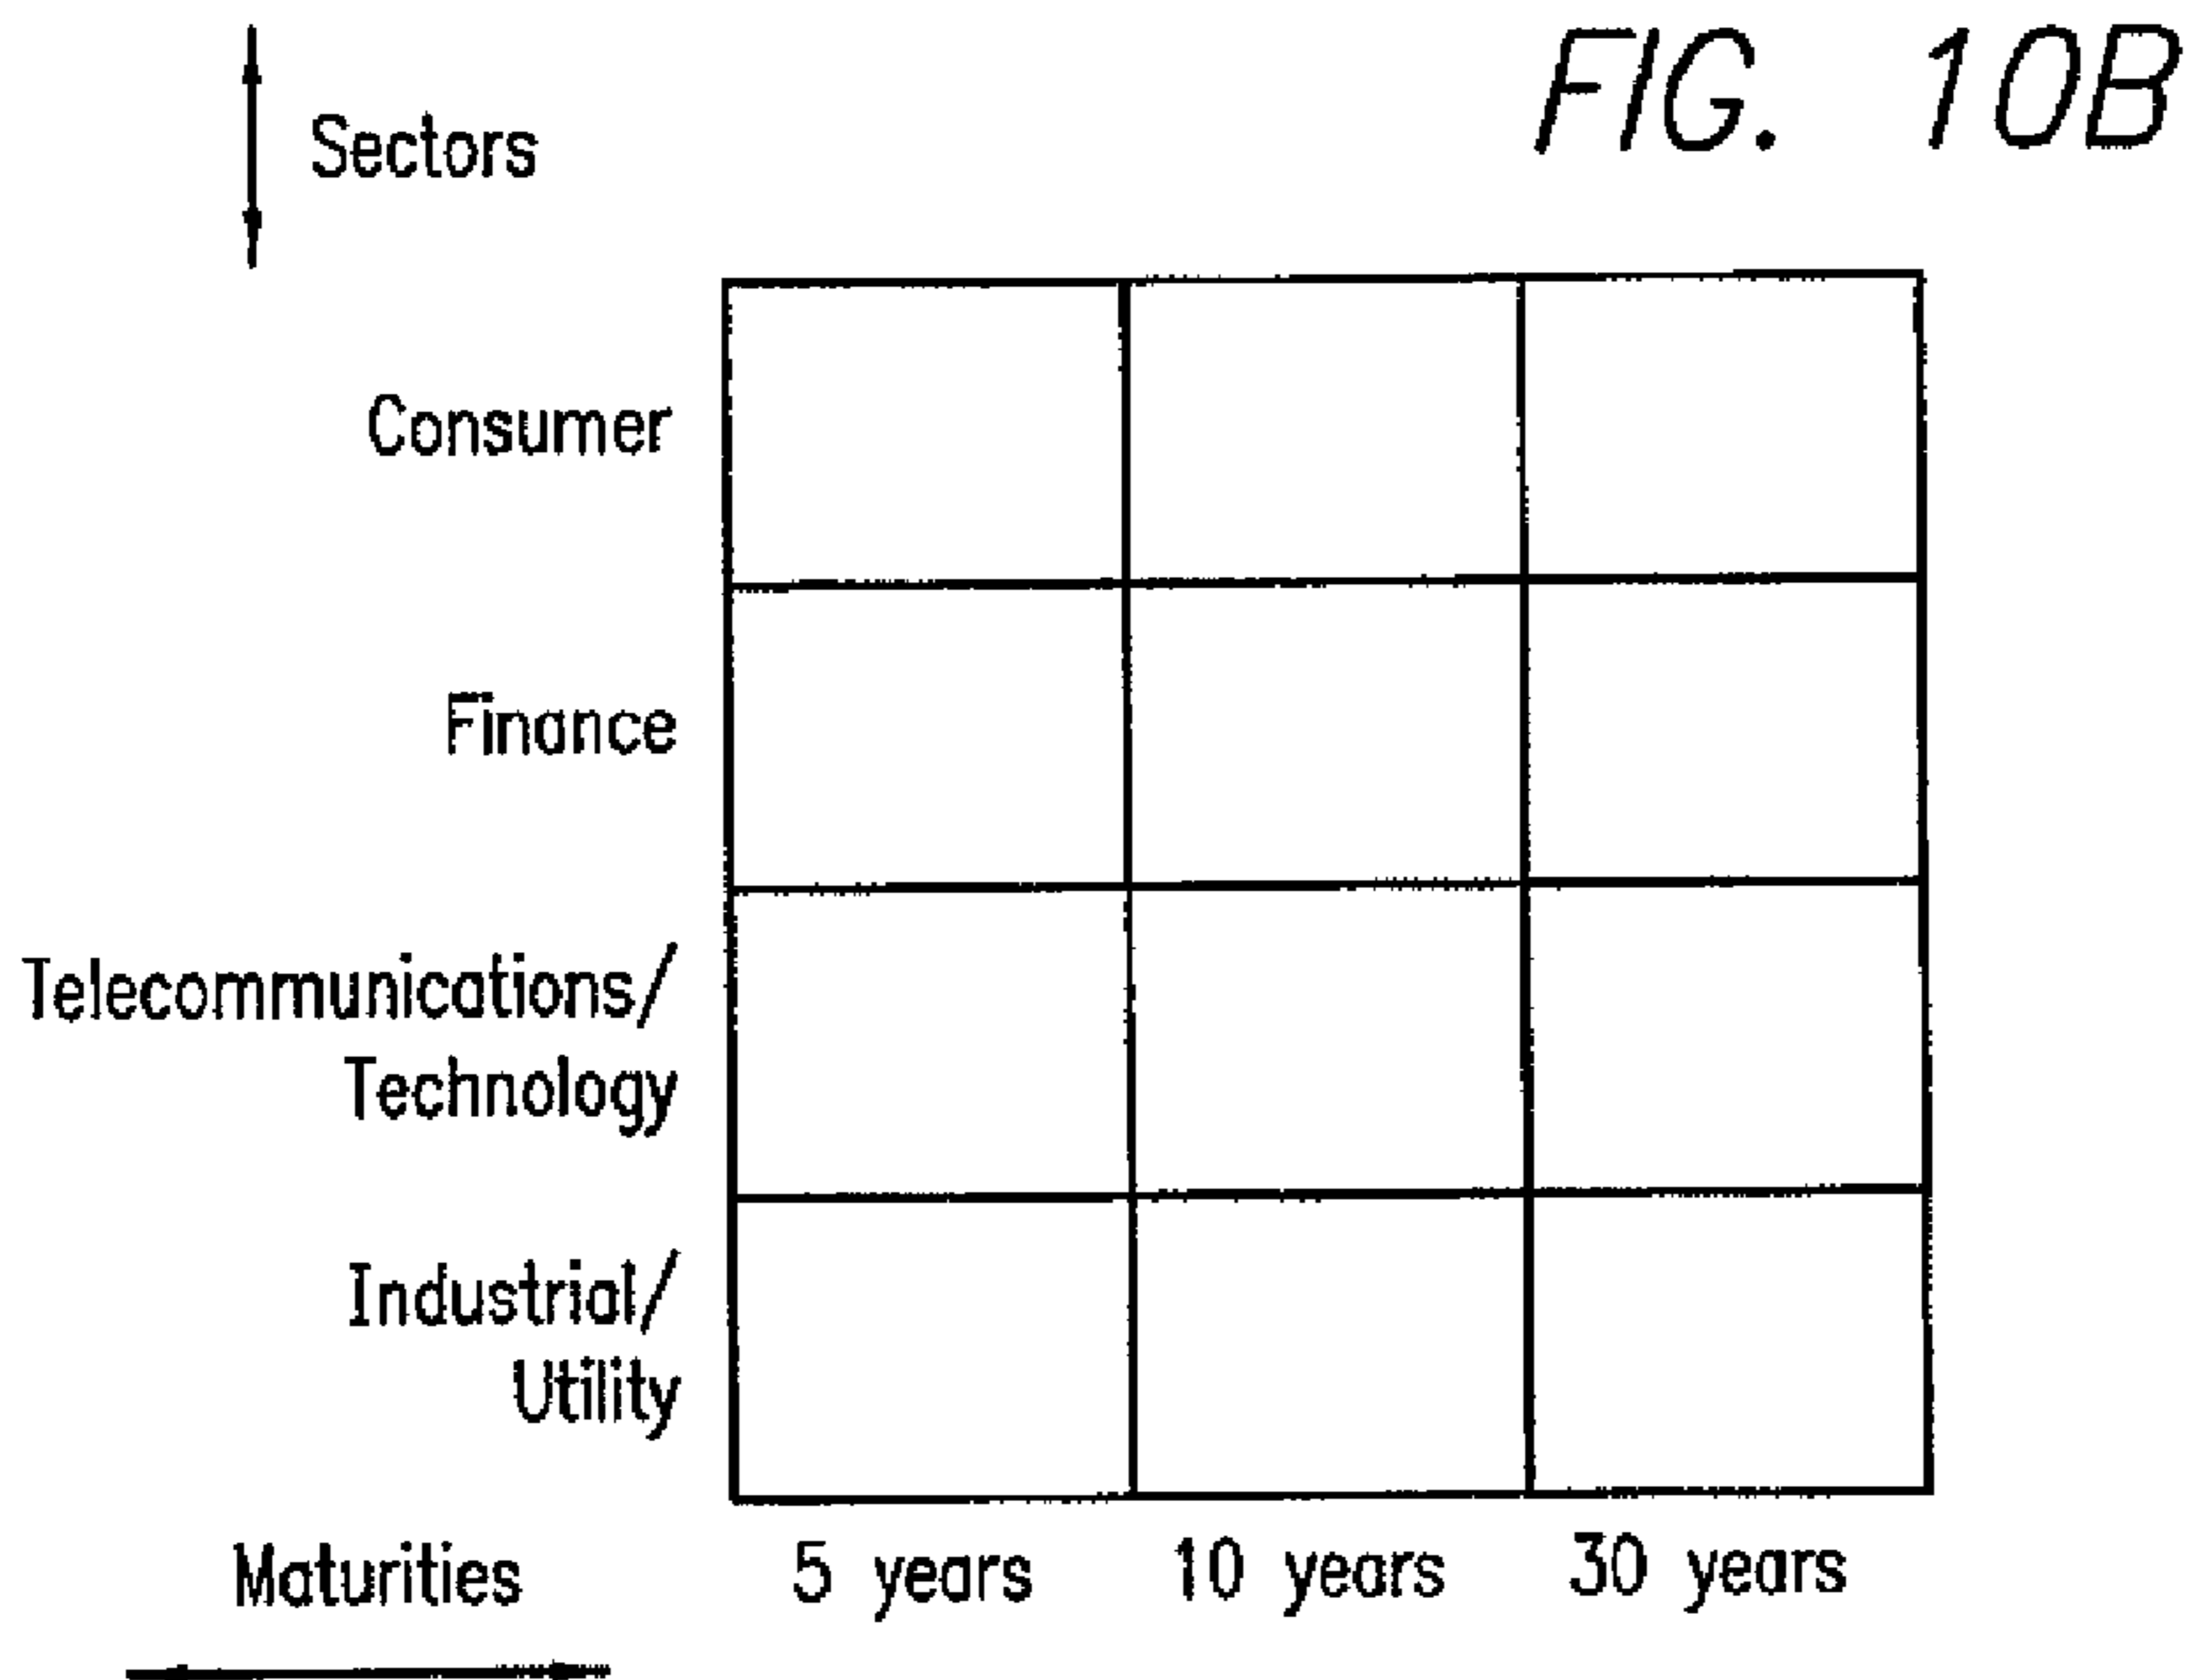 FIG. 10B
Sectors
Consumer
Finance
Telecommunications/
Technology
Industrial/
Utility
Maturities
5 years
10 years
30 years